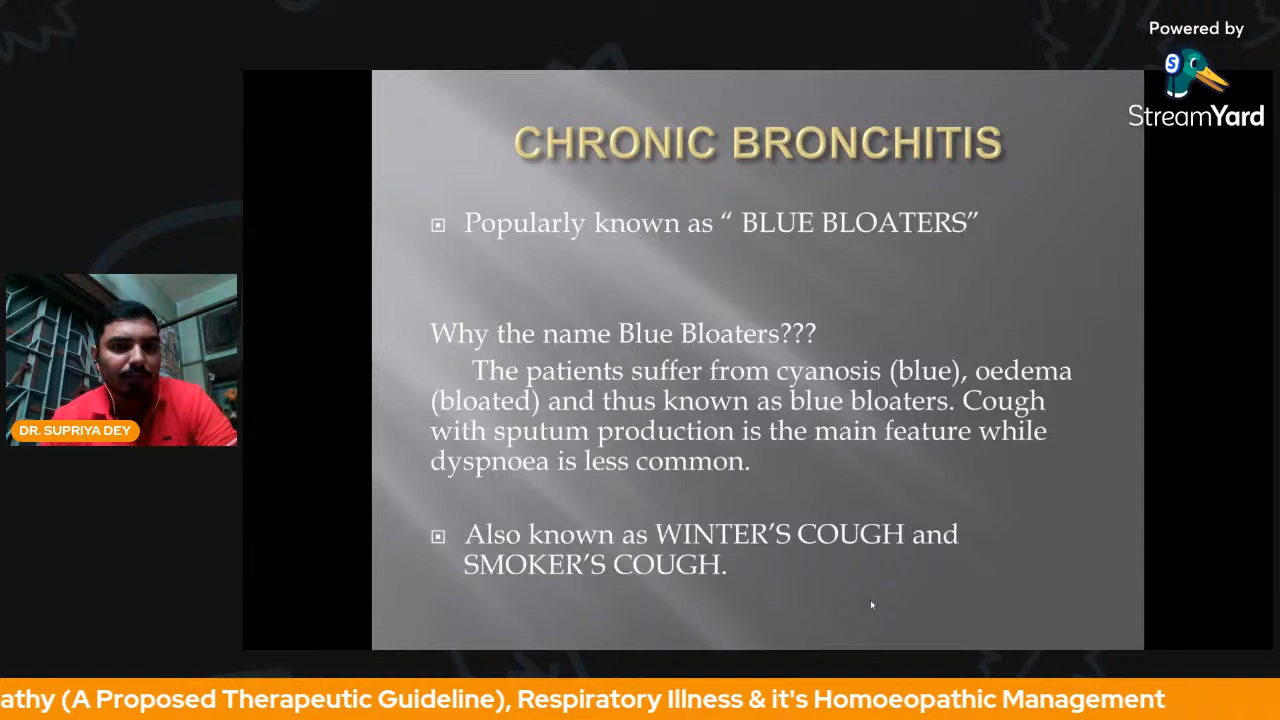 Powered by
StreamYard
CHRONIC BRONCHITIS
Popularly known as “ BLUE BLOATERS”
Why the name Blue Bloaters???
The patients suffer from cyanosis (blue), oedema
(bloated) and thus known as blue bloaters. Cough
with sputum production is the main feature while
dyspnoea is less common.
Also known as WINTER’S COUGH and
SMOKER’S COUGH.
DR. SUPRIYA DEY
athy (A Proposed Therapeutic Guideline), Respiratory Illness & it's Homoeopathic Management